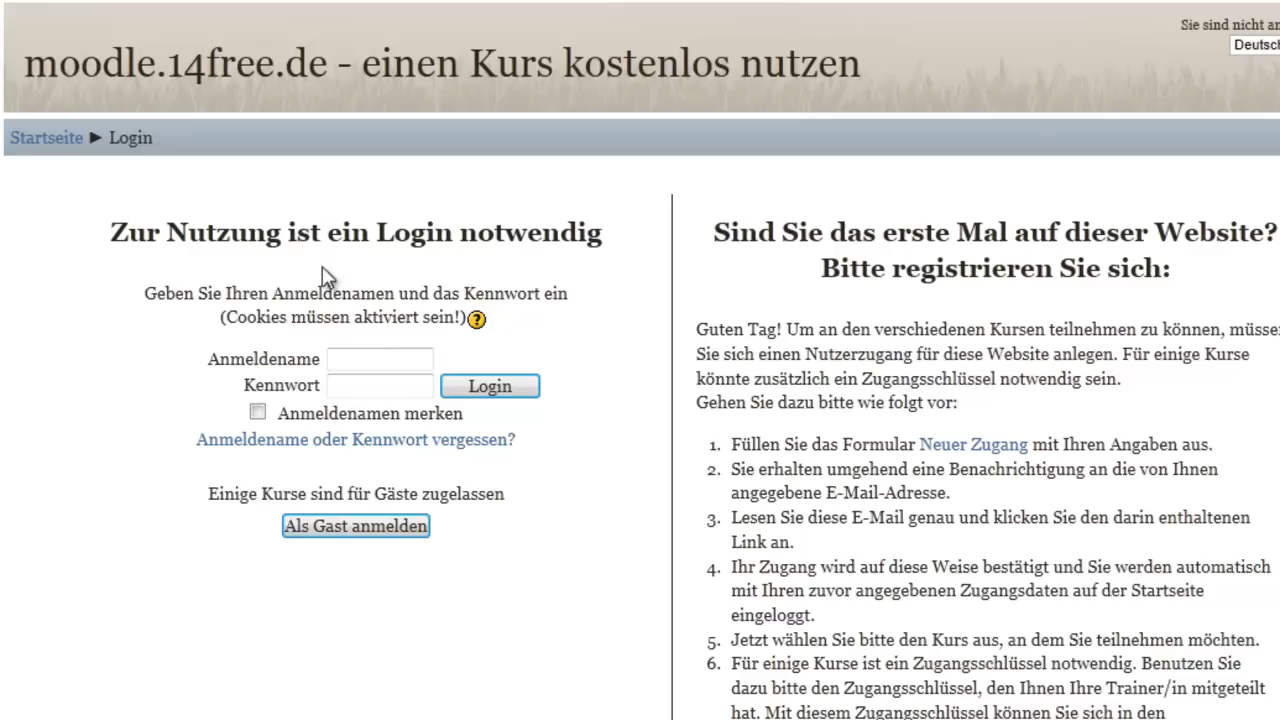 Sie sind nicht
Deutsch
moodle.14free.de - einen Kurs kostenlos nutzen
Startseite ► Login
Zur Nutzung ist ein Login notwendig
Geben Sie Ihren Anmeldenamen und das Kennwort ein
(Cookies müssen aktiviert sein!)?
Anmeldename
Kennwort Login
Anmeldenamen merken
Anmeldename oder Kennwort vergessen?
Einige Kurse sind für Gäste zugelassen
Als Gast anmelden
Sind Sie das erste Mal auf dieser Website?
Bitte registrieren Sie sich:
Guten Tag! Um an den verschiedenen Kursen teilnehmen zu können, müssen
Sie sich einen Nutzerzugang für diese Website anlegen. Für einige Kurse
könnte zusätzlich ein Zugangsschlüssel notwendig sein.
Gehen Sie dazu bitte wie folgt vor:
1. Füllen Sie das Formular Neuer Zugang mit Ihren Angaben aus.
2. Sie erhalten umgehend eine Benachrichtigung an die von Ihnen
angegebene E-Mail-Adresse.
3. Lesen Sie diese E-Mail genau und klicken Sie den darin enthaltenen
Link an.
4. Ihr Zugang wird auf diese Weise bestätigt und Sie werden automatisch
mit Ihren zuvor angegebenen Zugangsdaten auf der Startseite
eingeloggt.
5. Jetzt wählen Sie bitte den Kurs aus, an dem Sie teilnehmen möchten.
6. Für einige Kurse ist ein Zugangsschlüssel notwendig. Benutzen Sie
dazu bitte den Zugangsschlüssel, den Ihnen Ihre Trainer/in mitgeteilt
hat. Mit diesem Zugangsschlüssel können Sie sich in den